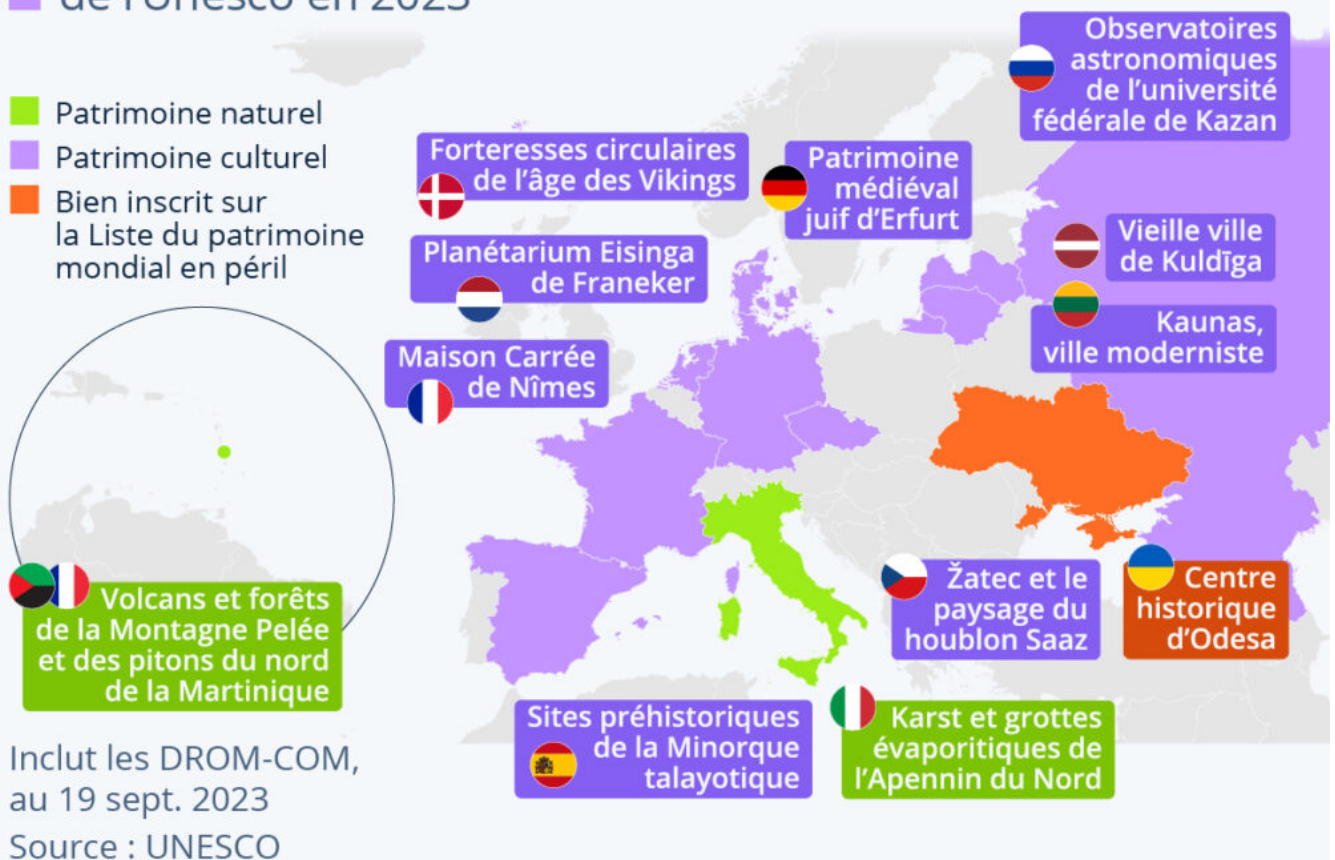 de l'Unesco en 2023
Patrimoine naturel
Patrimoine culturel
Bien inscrit sur
la Liste du patrimoine
mondial en péril
Observatoires
astronomiques
de l'université
fédérale de Kazan
Forteresses circulaires
de l'âge des Vikings
Patrimoine
médiéval
juif d'Erfurt
Planétarium Eisinga
de Franeker
Vieille ville
de Kuldīga
Kaunas,
ville moderniste
Maison Carrée
de Nîmes
Volcans et forêts
de la Montagne Pelée
et des pitons du nord
de la Martinique
Žatec et le
paysage du
houblon Saaz
Centre
historique
d'Odesa
Sites préhistoriques
de la Minorque
talayotique
Karst et grottes
évaporitiques de
l'Apennin du Nord
Inclut les DROM-COM,
au 19 sept. 2023
Source : UNESCO